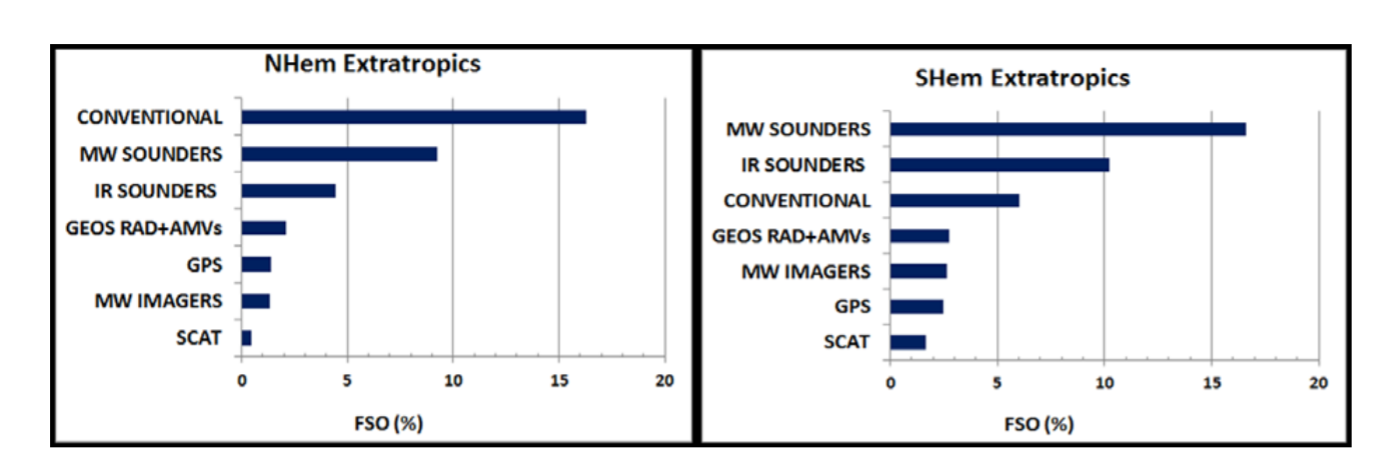 NHem Extratropics
CONVENTIONAL
MW SOUNDERS
IR SOUNDERS
GEOS RAD+AMVs
GPS
MW IMAGERS
SCAT
0 5 10 15 20
FSO (%)
SHem Extratropics
MW SOUNDERS
IR SOUNDERS
CONVENTIONAL
GEOS RAD+AMVs
MW IMAGERS
GPS
SCAT
0 5 10 15 20
FSO (%)